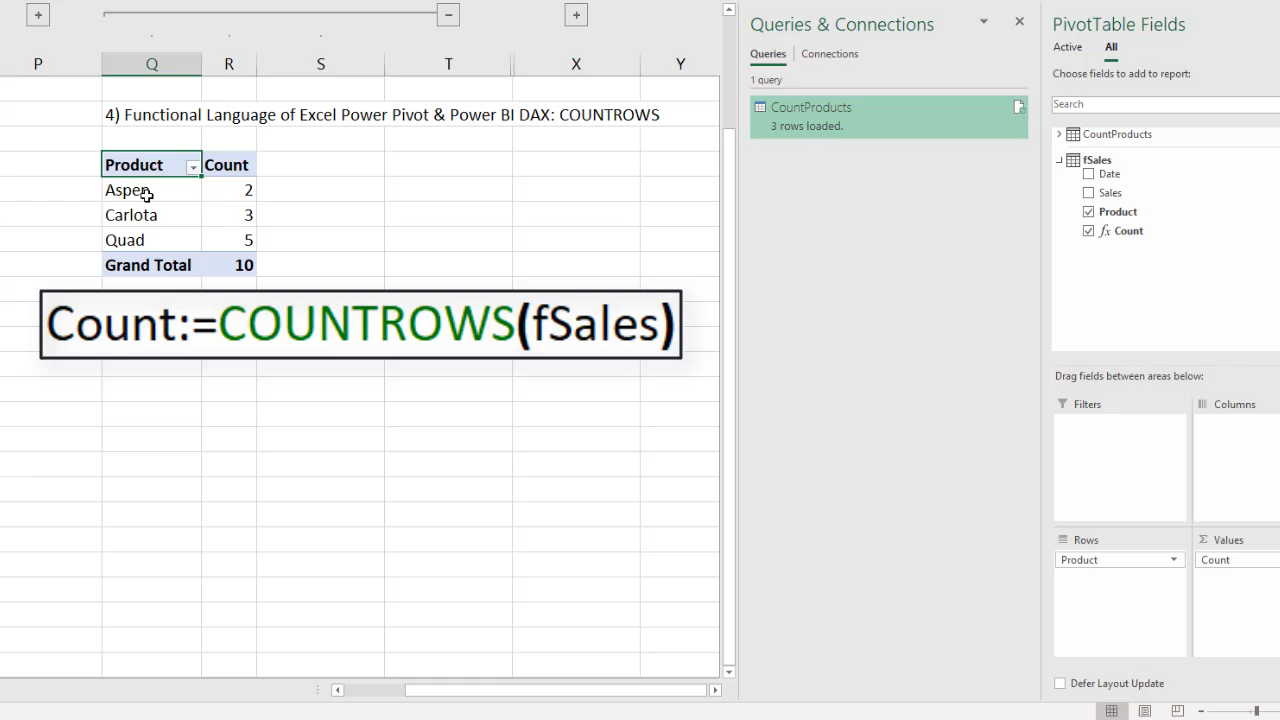 +
−
+
P Q R S T X Y
4) Functional Language of Excel Power Pivot & Power BI DAX: COUNTROWS
Product Count
Aspen 2
Carlota 3
Quad 5
Grand Total 10
Count:=COUNTROWS(fSales)
Queries & Connections
Queries Connections
1 query
CountProducts
3 rows loaded.
PivotTable Fields
Active All
Choose fields to add to report:
Search
CountProducts
fSales
Date
Sales
Product
fx Count
Drag fields between areas below:
Filters Columns
Rows Σ Values
Product Count
Defer Layout Update